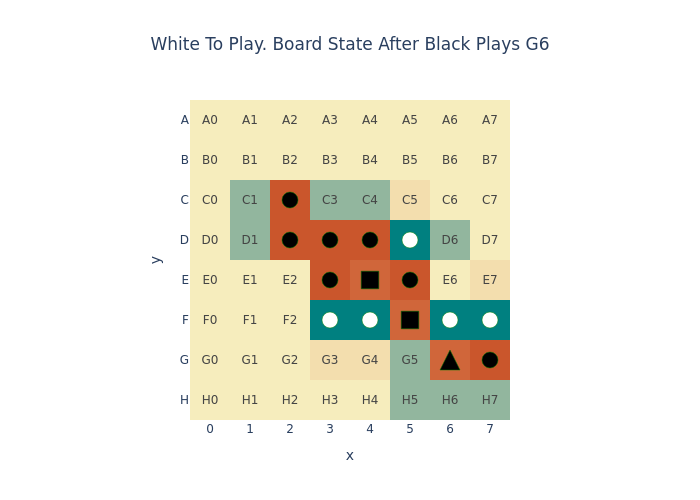 White To Play. Board State After Black Plays G6
A A0 A1 A2 A3 A4 A5 A6 A7
B B0 B1 B2 B3 B4 B5 B6 B7
C C0 C1 C3 C4 C5 C6 C7
D D0 D1 D6 D7
y
E E0 E1 E2 E6 E7
F F0 F1 F2
G G0 G1 G2 G3 G4 G5
H H0 H1 H2 H3 H4 H5 H6 H7
0 1 2 3 4 5 6 7
x